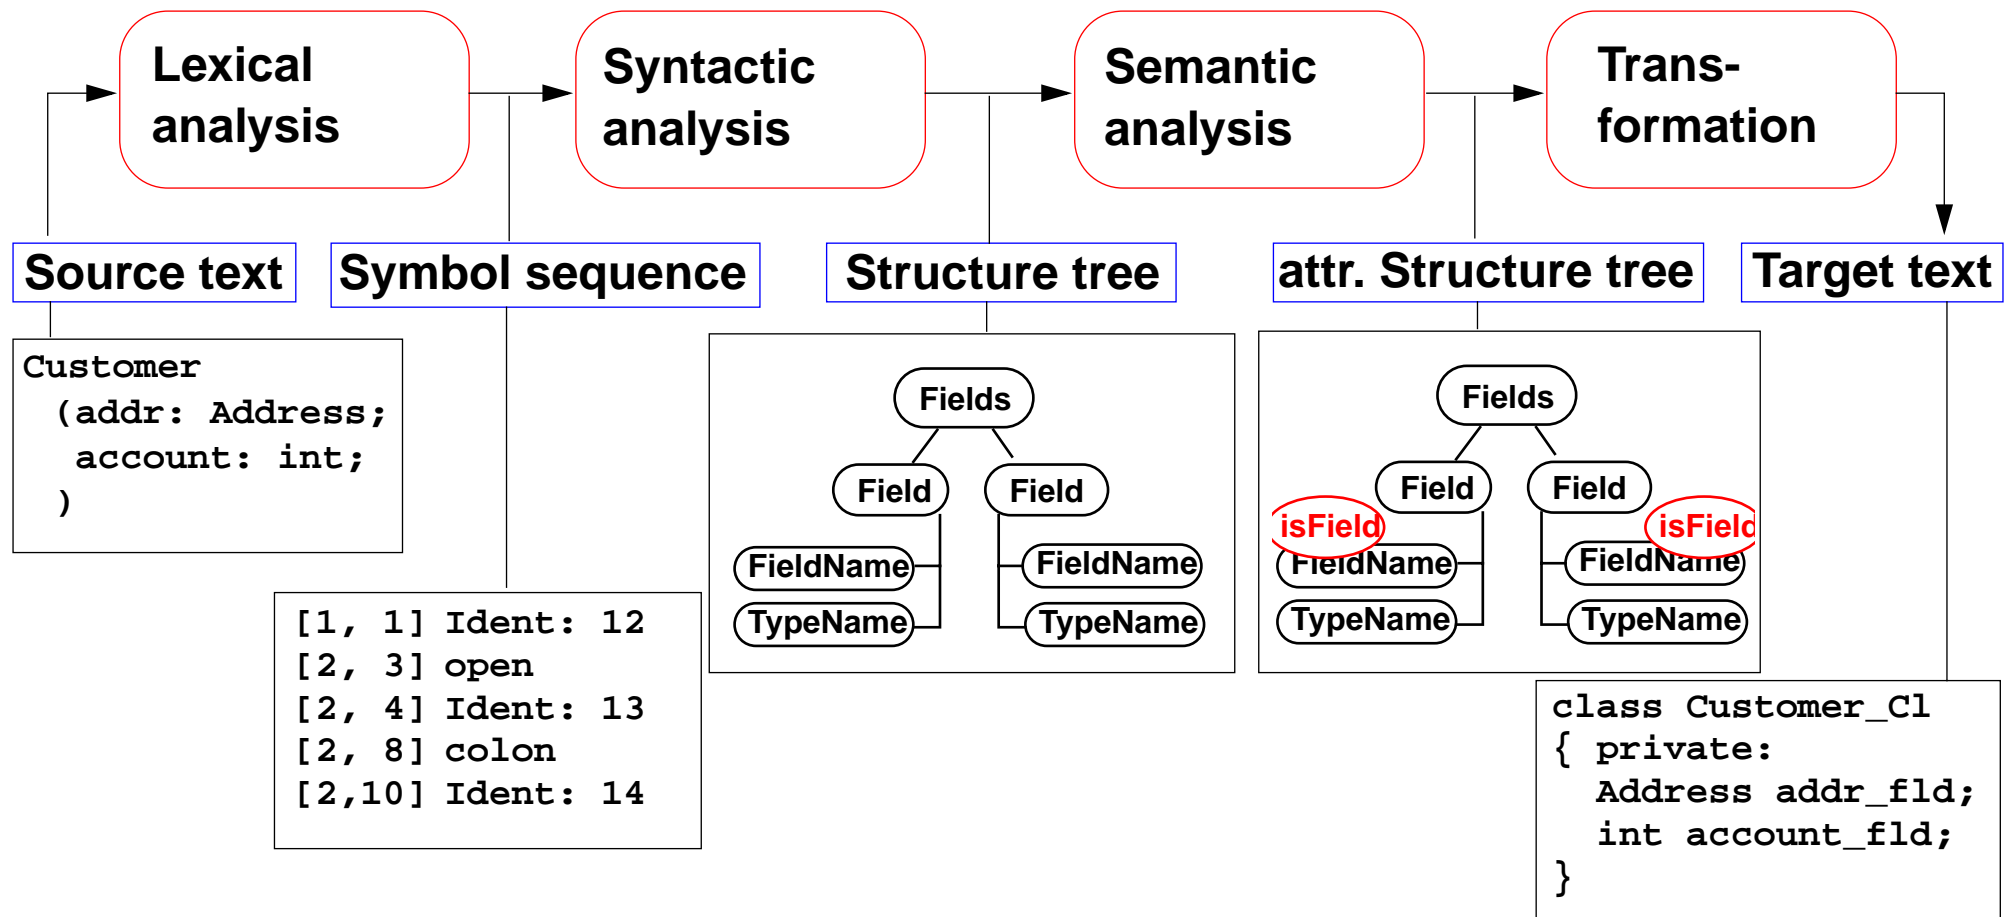 Lexical
analysis
Syntactic
analysis
Semantic
analysis
Trans-
formation
Source text
Symbol sequence
Structure tree
attr. Structure tree
Target text
Customer
(addr: Address;
account: int;
)
[1, 1] Ident: 12
[2, 3] open
[2, 4] Ident: 13
[2, 8] colon
[2,10] Ident: 14
Fields
Field Field
FieldName FieldName
TypeName TypeName
Fields
Field Field
isField isField
FieldName FieldName
TypeName TypeName
class Customer_Cl
{ private:
Address addr_fld;
int account_fld;
}